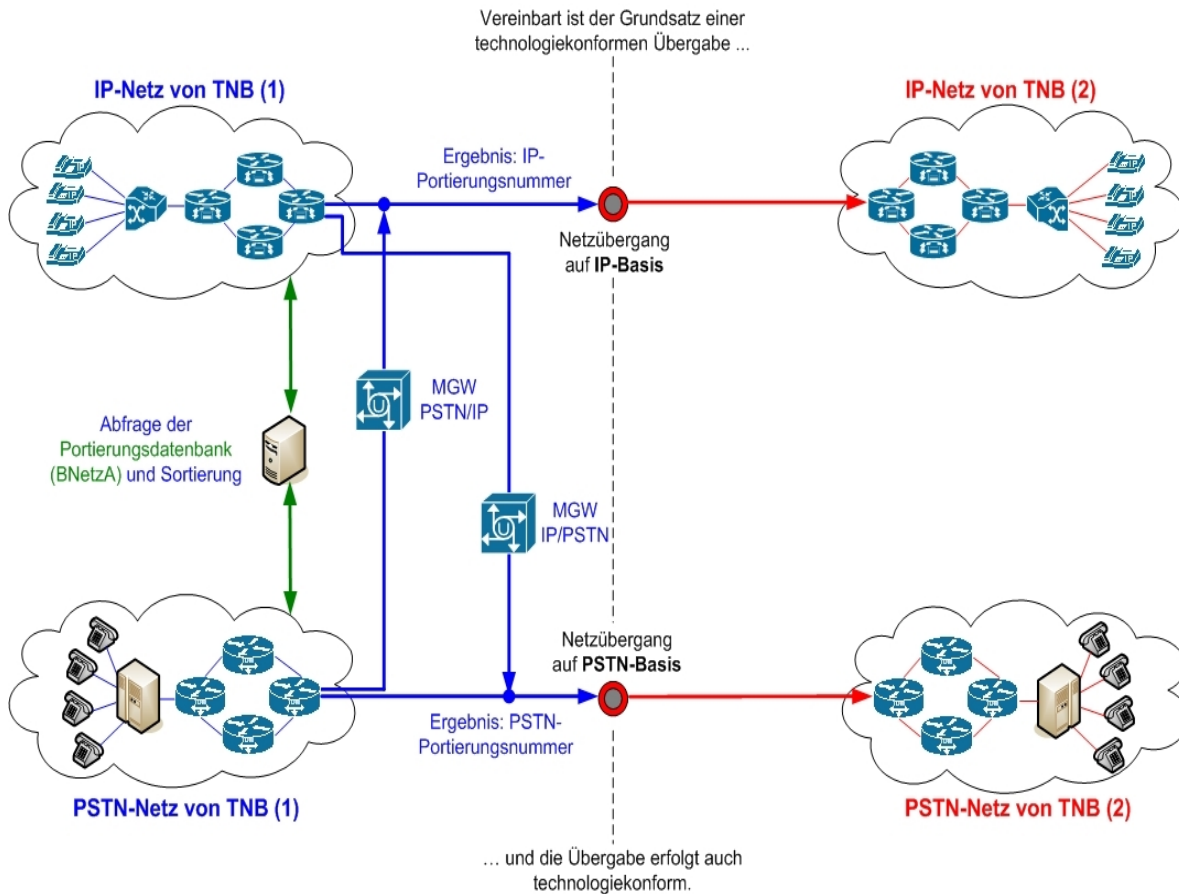 Vereinbart ist der Grundsatz einer
technologiekonformen Übergabe ...
IP-Netz von TNB (1)
IP-Netz von TNB (2)
Ergebnis: IP-
Portierungsnummer
Netzübergang
auf IP-Basis
MGW
PSTN/IP
Abfrage der
Portierungsdatenbank
(BNetzA) und Sortierung
MGW
IP/PSTN
Netzübergang
auf PSTN-Basis
Ergebnis: PSTN-
Portierungsnummer
PSTN-Netz von TNB (1)
PSTN-Netz von TNB (2)
... und die Übergabe erfolgt auch
technologiekonform.